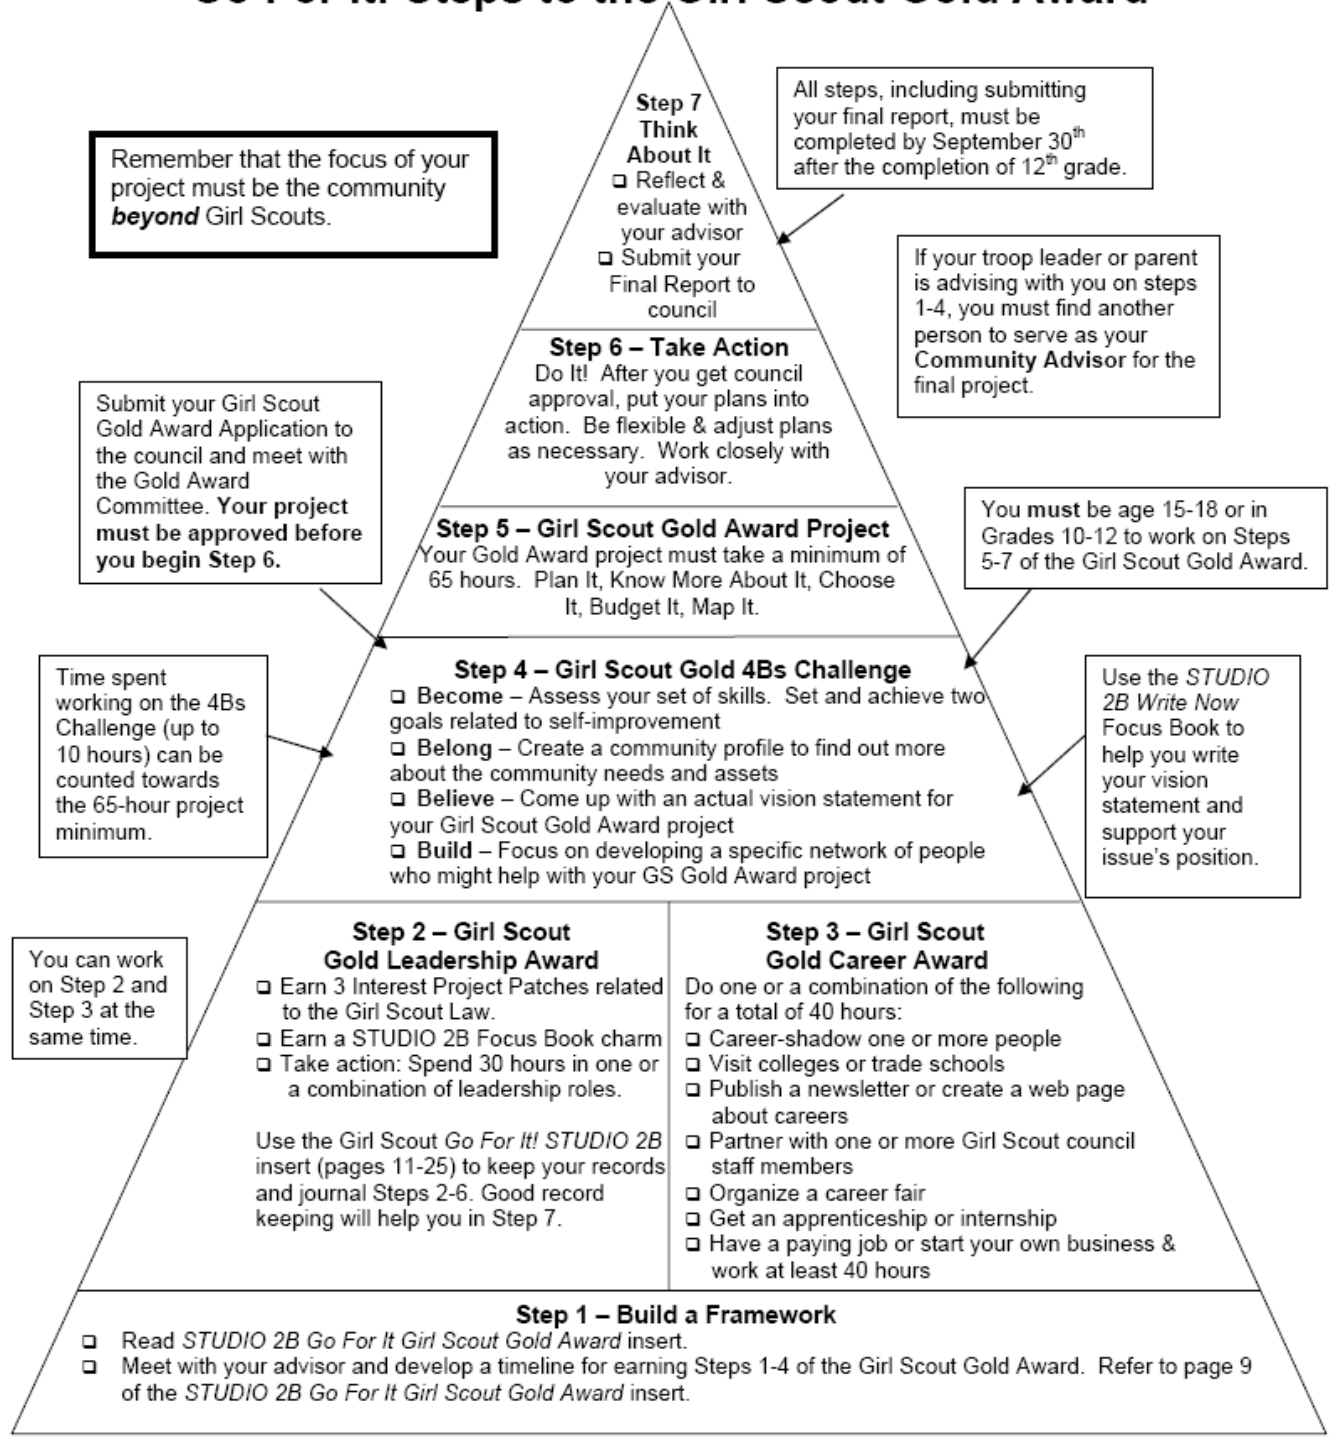 Go For It! Steps to the Girl Scout Gold Award
Step 7
Think
About It
❑ Reflect &
evaluate with
your advisor
❑ Submit your
Final Report to
council
All steps, including submitting
your final report, must be
completed by September 30th
after the completion of 12th grade.
Remember that the focus of your
project must be the community
beyond Girl Scouts.
If your troop leader or parent
is advising with you on steps
1-4, you must find another
person to serve as your
Community Advisor for the
final project.
Step 6 – Take Action
Do It! After you get council
approval, put your plans into
action. Be flexible & adjust plans
as necessary. Work closely with
your advisor.
Submit your Girl Scout
Gold Award Application to
the council and meet with
the Gold Award
Committee. Your project
must be approved before
you begin Step 6.
You must be age 15-18 or in
Grades 10-12 to work on Steps
5-7 of the Girl Scout Gold Award.
Step 5 – Girl Scout Gold Award Project
Your Gold Award project must take a minimum of
65 hours. Plan It, Know More About It, Choose
It, Budget It, Map It.
Time spent
working on the 4Bs
Challenge (up to
10 hours) can be
counted towards
the 65-hour project
minimum.
Step 4 – Girl Scout Gold 4Bs Challenge
❑ Become – Assess your set of skills. Set and achieve two
goals related to self-improvement
❑ Belong – Create a community profile to find out more
about the community needs and assets
❑ Believe – Come up with an actual vision statement for
your Girl Scout Gold Award project
❑ Build – Focus on developing a specific network of people
who might help with your GS Gold Award project
Use the STUDIO
2B Write Now
Focus Book to
help you write
your vision
statement and
support your
issue's position.
You can work
on Step 2 and
Step 3 at the
same time.
Step 2 – Girl Scout
Gold Leadership Award
❑ Earn 3 Interest Project Patches related
to the Girl Scout Law.
❑ Earn a STUDIO 2B Focus Book charm
❑ Take action: Spend 30 hours in one or
a combination of leadership roles.
Use the Girl Scout Go For It! STUDIO 2B
insert (pages 11-25) to keep your records
and journal Steps 2-6. Good record
keeping will help you in Step 7.
Step 3 – Girl Scout
Gold Career Award
Do one or a combination of the following
for a total of 40 hours:
❑ Career-shadow one or more people
❑ Visit colleges or trade schools
❑ Publish a newsletter or create a web page
about careers
❑ Partner with one or more Girl Scout council
staff members
❑ Organize a career fair
❑ Get an apprenticeship or internship
❑ Have a paying job or start your own business &
work at least 40 hours
Step 1 – Build a Framework
❑ Read STUDIO 2B Go For It Girl Scout Gold Award insert.
❑ Meet with your advisor and develop a timeline for earning Steps 1-4 of the Girl Scout Gold Award. Refer to page 9
of the STUDIO 2B Go For It Girl Scout Gold Award insert.